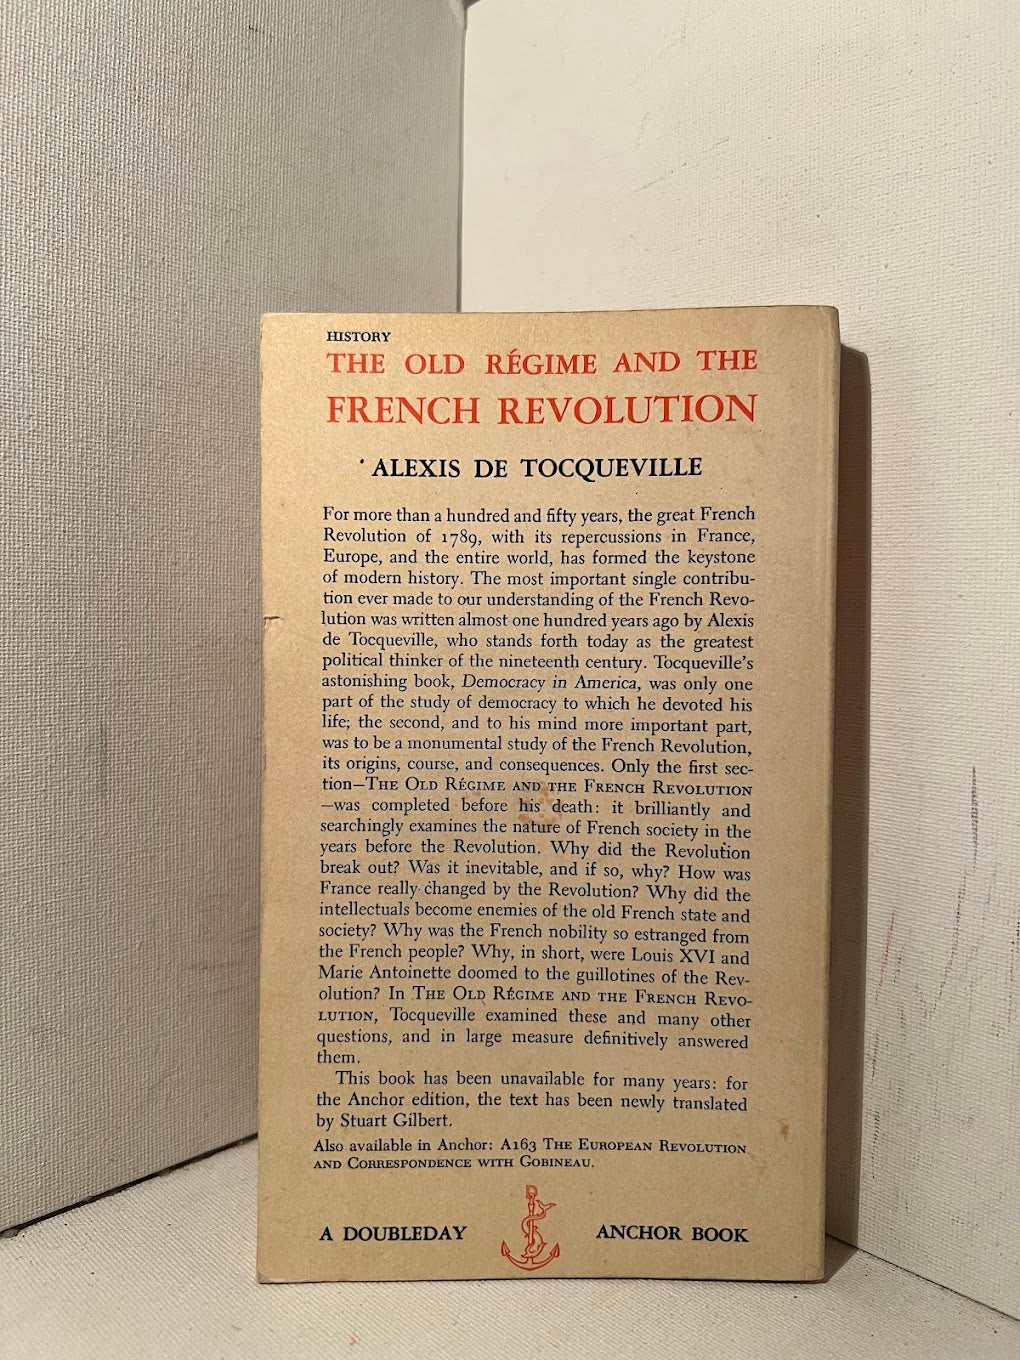 HISTORY
THE OLD RÉGIME AND THE
FRENCH REVOLUTION
ALEXIS DE TOCQUEVILLE
For more than a hundred and fifty years, the great French
Revolution of 1789, with its repercussions in France,
Europe, and the entire world, has formed the keystone
of modern history. The most important single contribu-
tion ever made to our understanding of the French Revo-
lution was written almost one hundred years ago by Alexis
de Tocqueville, who stands forth today as the greatest
political thinker of the nineteenth century. Tocqueville's
astonishing book, Democracy in America, was only one
part of the study of democracy to which he devoted his
life; the second, and to his mind more important part,
was to be a monumental study of the French Revolution,
its origins, course, and consequences. Only the first sec-
tion—THE OLD RÉGIME AND THE FRENCH REVOLUTION
—was completed before his death: it brilliantly and
searchingly examines the nature of French society in the
years before the Revolution. Why did the Revolution
break out? Was it inevitable, and if so, why? How was
France really changed by the Revolution? Why did the
intellectuals become enemies of the old French state and
society? Why was the French nobility so estranged from
the French people? Why, in short, were Louis XVI and
Marie Antoinette doomed to the guillotines of the Rev-
olution? In THE OLD RÉGIME AND THE FRENCH REVO-
LUTION, Tocqueville examined these and many other
questions, and in large measure definitively answered
them.
This book has been unavailable for many years: for
the Anchor edition, the text has been newly translated
by Stuart Gilbert.
Also available in Anchor: A163 THE EUROPEAN REVOLUTION
AND CORRESPONDENCE WITH GOBINEAU.
D
A DOUBLEDAY ANCHOR BOOK